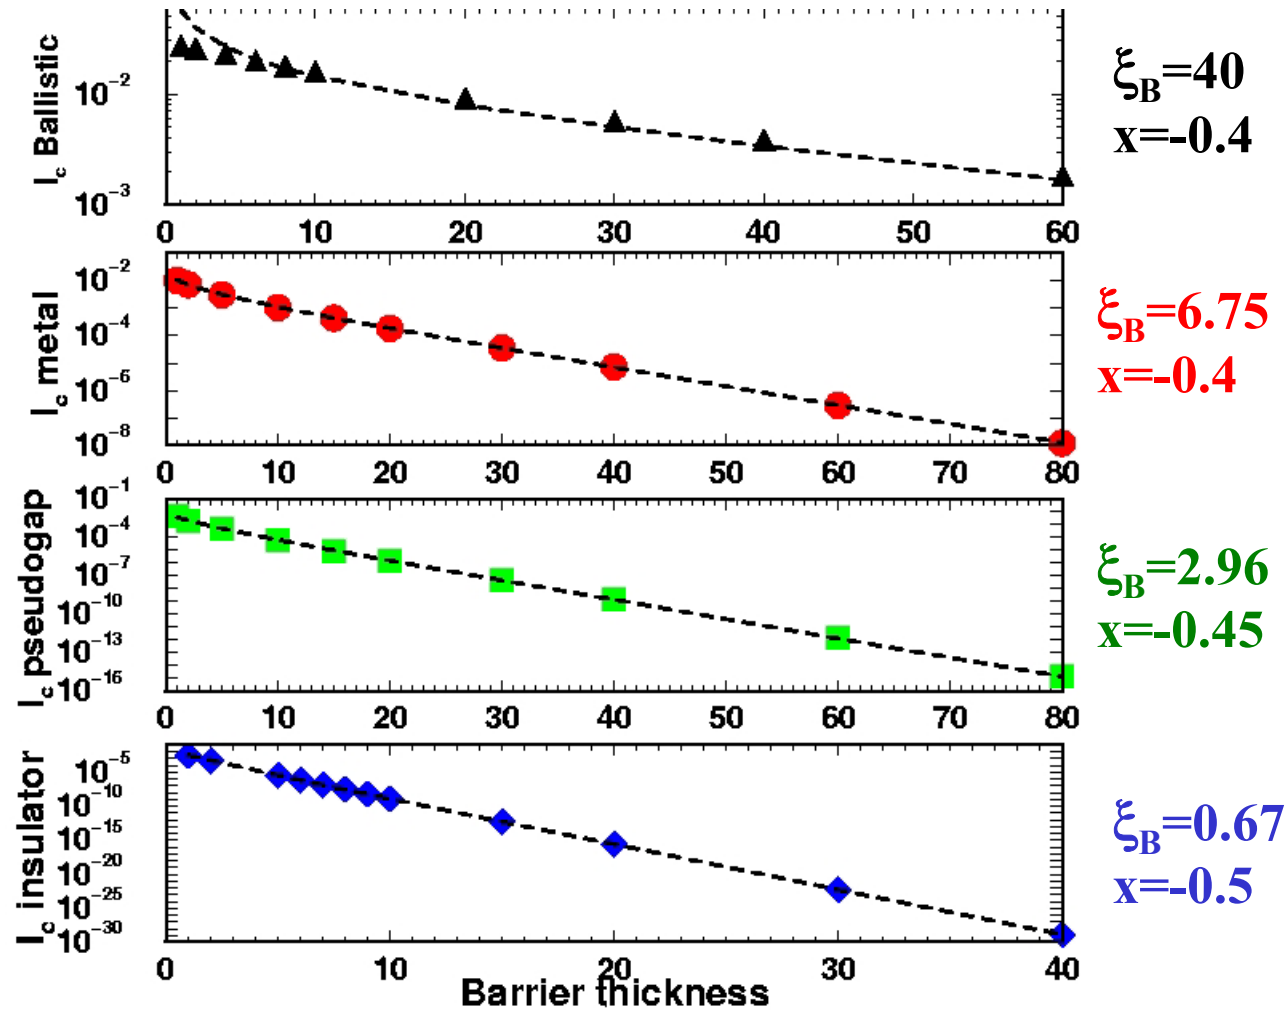 I_c Ballistic
10^-2
10^-3
0 10 20 30 40 50 60
ξ_B=40
x=-0.4
I_c metal
10^-2
10^-4
10^-6
10^-8
0 10 20 30 40 50 60 70 80
ξ_B=6.75
x=-0.4
I_c pseudogap
10^-1
10^-4
10^-7
10^-10
10^-13
10^-16
0 10 20 30 40 50 60 70 80
ξ_B=2.96
x=-0.45
I_c insulator
10^-5
10^-10
10^-15
10^-20
10^-25
10^-30
0 10 20 30 40
ξ_B=0.67
x=-0.5
Barrier thickness